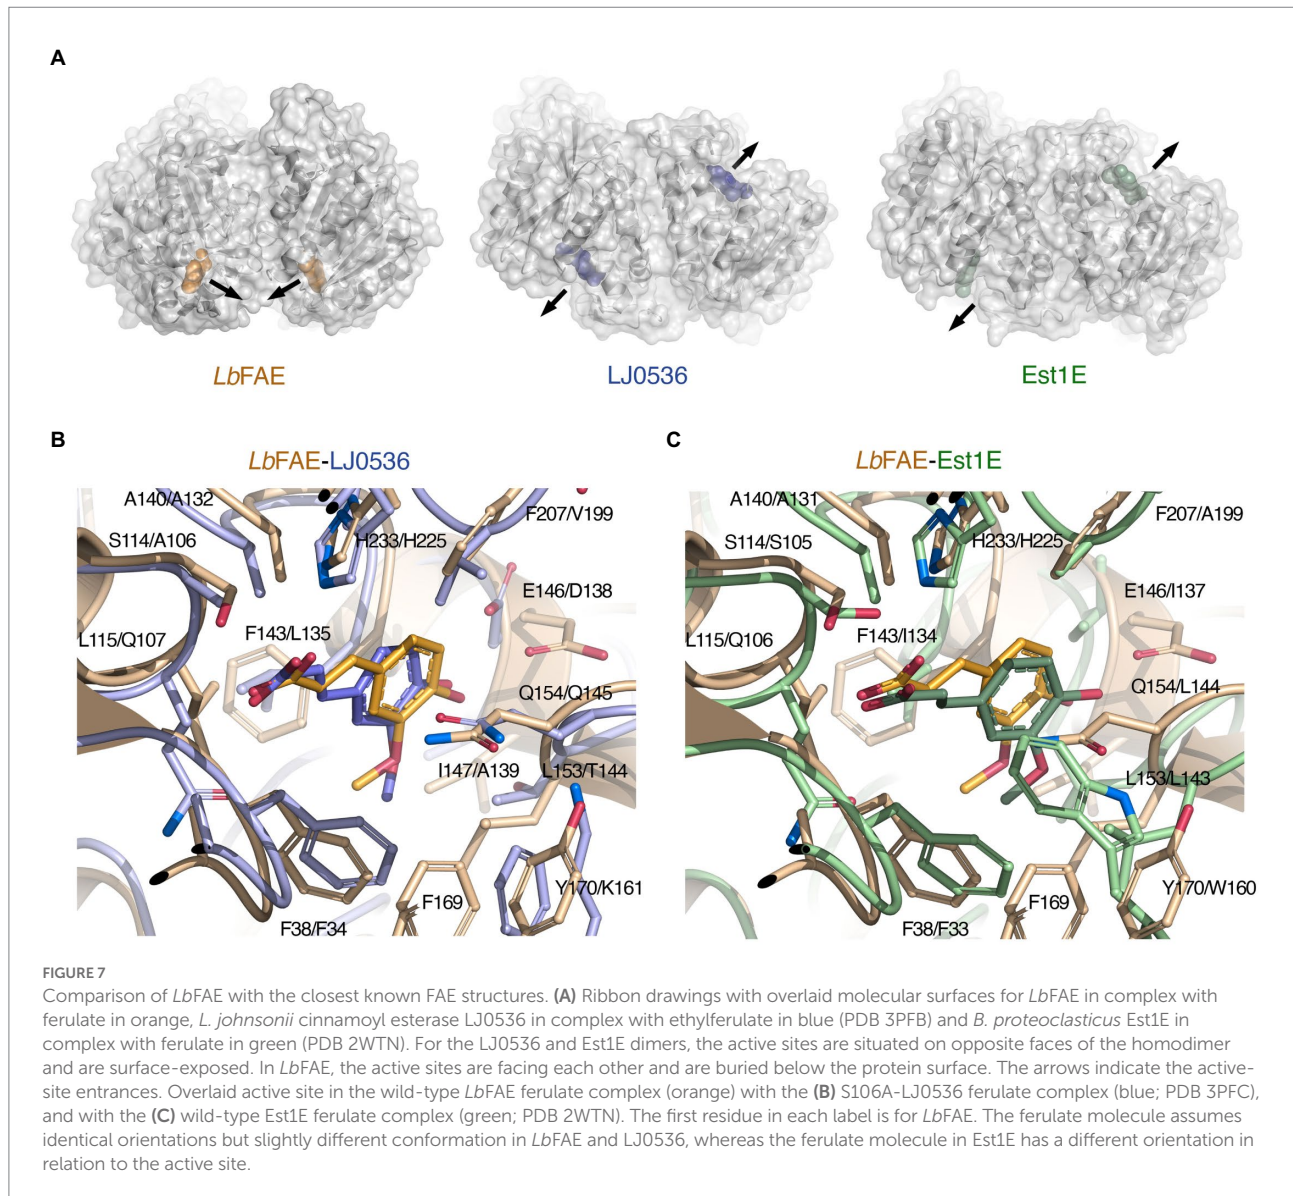 A
LbFAE
LJ0536
Est1E
B
LbFAE-LJ0536
A140/A132
S114/A106
H233/H225
F207/V199
E146/D138
L115/Q107
F143/L135
Q154/Q145
I147/A139
L153/T144
F169
Y170/K161
F38/F34
C
LbFAE-Est1E
A140/A131
S114/S105
H233/H225
F207/A199
E146/I137
L115/Q106
F143/I134
Q154/L144
L153/L143
F169
Y170/W160
F38/F33
FIGURE 7
Comparison of LbFAE with the closest known FAE structures. (A) Ribbon drawings with overlaid molecular surfaces for LbFAE in complex with
ferulate in orange, L. johnsonii cinnamoyl esterase LJ0536 in complex with ethylferulate in blue (PDB 3PFB) and B. proteoclasticus Est1E in
complex with ferulate in green (PDB 2WTN). For the LJ0536 and Est1E dimers, the active sites are situated on opposite faces of the homodimer
and are surface-exposed. In LbFAE, the active sites are facing each other and are buried below the protein surface. The arrows indicate the active-
site entrances. Overlaid active site in the wild-type LbFAE ferulate complex (orange) with the (B) S106A-LJ0536 ferulate complex (blue; PDB 3PFC),
and with the (C) wild-type Est1E ferulate complex (green; PDB 2WTN). The first residue in each label is for LbFAE. The ferulate molecule assumes
identical orientations but slightly different conformation in LbFAE and LJ0536, whereas the ferulate molecule in Est1E has a different orientation in
relation to the active site.